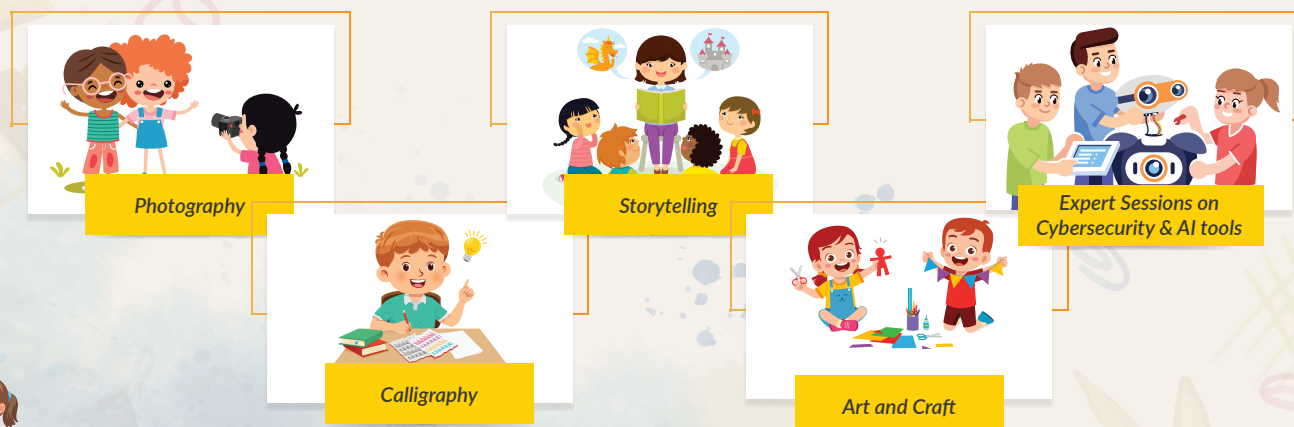 Photography
Storytelling
Expert Sessions on
Cybersecurity & AI tools
Calligraphy
Art and Craft